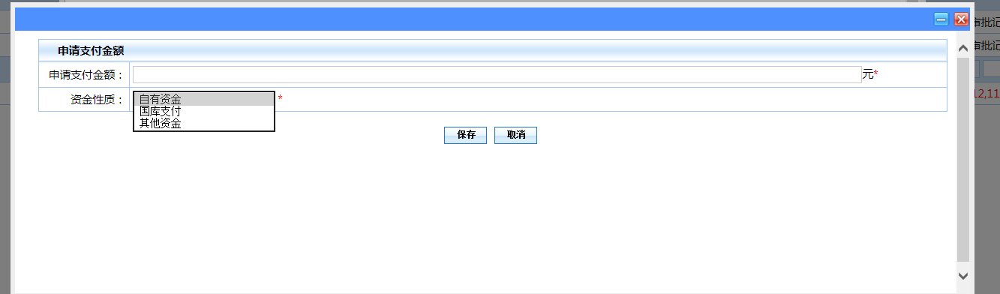 审批记
申请支付金额
审批记
申请支付金额：元*
资金性质：自有资金*
国库支付
其他资金
12,11
保存 取消